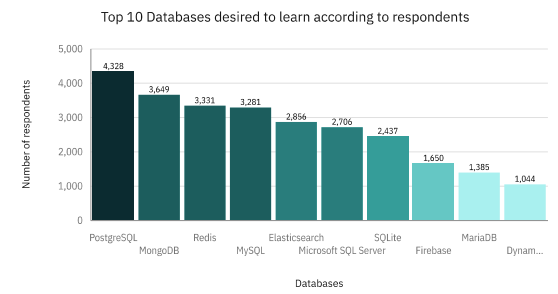 Top 10 Databases desired to learn according to respondents
Number of respondents
5,000
4,000
3,000
2,000
1,000
0
4,328
3,649
3,331
3,281
2,856
2,706
2,437
1,650
1,385
1,044
PostgreSQL
MongoDB
Redis
MySQL
Elasticsearch
Microsoft SQL Server
SQLite
Firebase
MariaDB
Dynam...
Databases